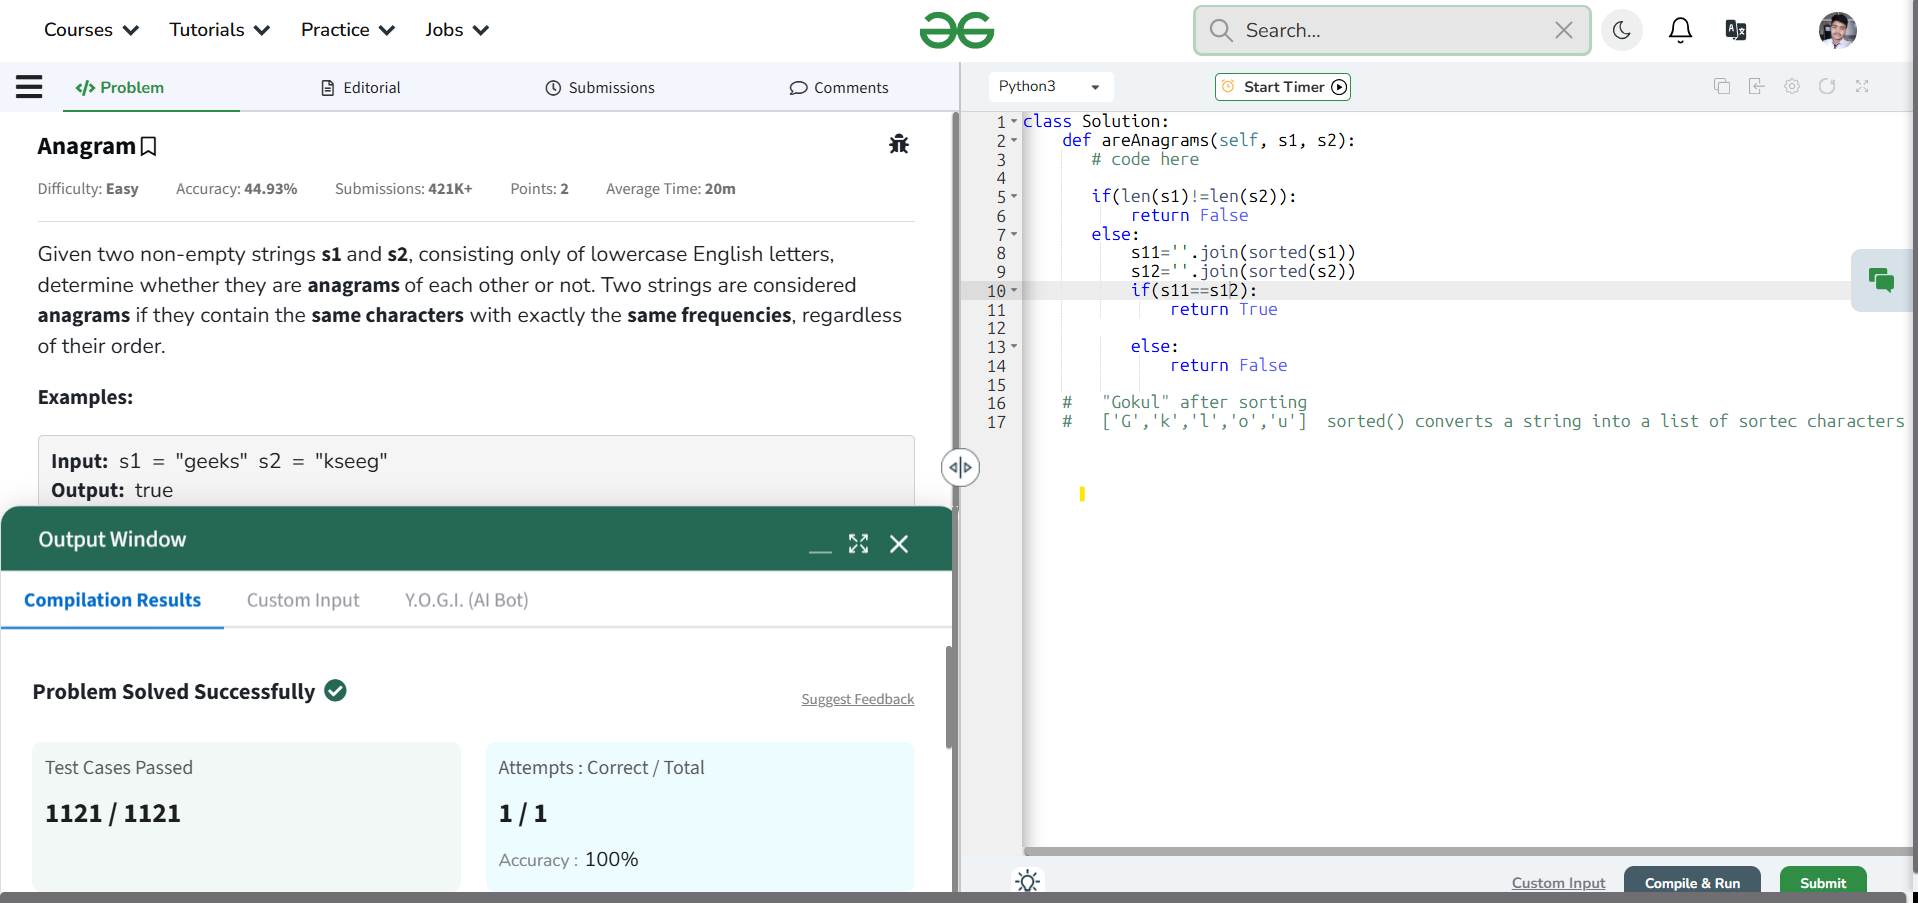 Courses Tutorials Practice Jobs
Search...
Problem Editorial Submissions Comments
Python3 Start Timer
Anagram
Difficulty: Easy Accuracy: 44.93% Submissions: 421K+ Points: 2 Average Time: 20m
Given two non-empty strings s1 and s2, consisting only of lowercase English letters,
determine whether they are anagrams of each other or not. Two strings are considered
anagrams if they contain the same characters with exactly the same frequencies, regardless
of their order.
Examples:
Input: s1 = "geeks" s2 = "kseeg"
Output: true
Output Window
Compilation Results Custom Input Y.O.G.I. (AI Bot)
Problem Solved Successfully
Suggest Feedback
Test Cases Passed
1121 / 1121
Attempts : Correct / Total
1 / 1
Accuracy : 100%
1 class Solution:
2 def areAnagrams(self, s1, s2):
3 # code here
4
5 if(len(s1)!=len(s2)):
6 return False
7 else:
8 s11=''.join(sorted(s1))
9 s12=''.join(sorted(s2))
10 if(s11==s12):
11 return True
12
13 else:
14 return False
15
16 # "Gokul" after sorting
17 # ['G','k','l','o','u'] sorted() converts a string into a list of sortec characters
Custom Input Compile & Run Submit